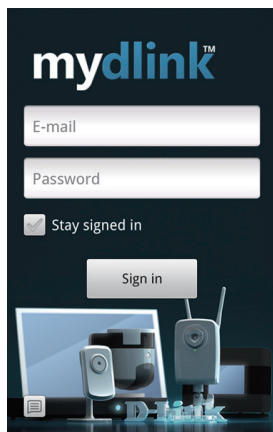 mydlink™
E-mail
Password
Stay signed in
Sign in
D-Link